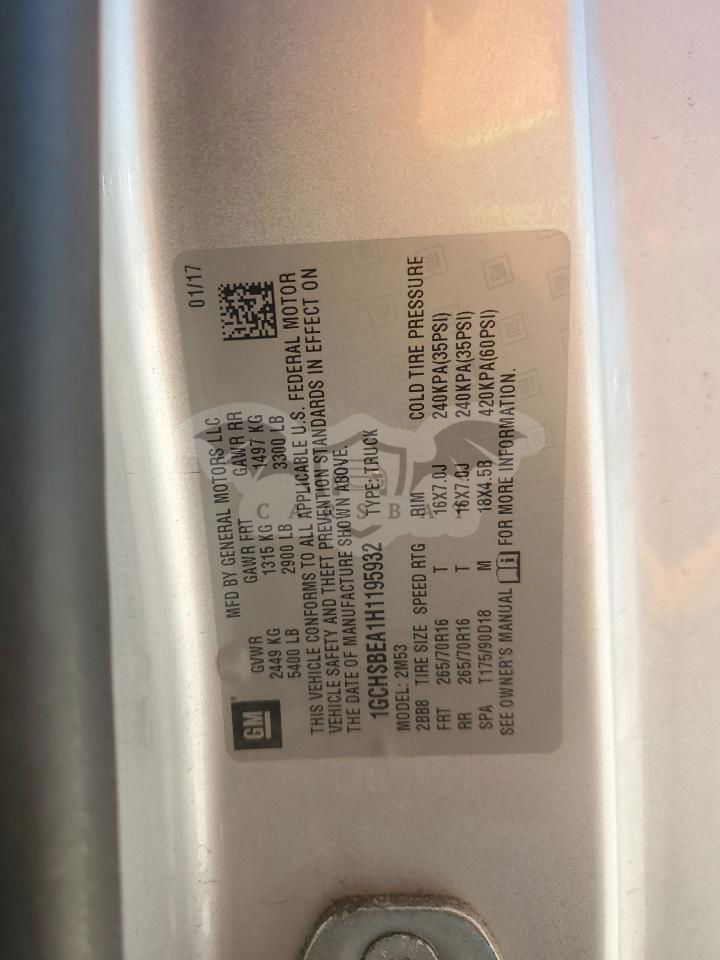 GM
MFD BY GENERAL MOTORS LLC 01/17
GVWR GAWR FRT GAWR RR
2449 KG 1315 KG 1497 KG
5400 LB 2900 LB 3300 LB
THIS VEHICLE CONFORMS TO ALL APPLICABLE U.S. FEDERAL MOTOR
VEHICLE SAFETY AND THEFT PREVENTION STANDARDS IN EFFECT ON
THE DATE OF MANUFACTURE SHOWN ABOVE.
1GCHSBEA1H1195932 TYPE: TRUCK
MODEL: 2M53
2BB8 TIRE SIZE SPEED RTG RIM COLD TIRE PRESSURE
FRT 265/70R16 T 16X7.0J 240KPA(35PSI)
RR 265/70R16 T 16X7.0J 240KPA(35PSI)
SPA T175/90D18 M 18X4.5B 420KPA(60PSI)
SEE OWNER'S MANUAL FOR MORE INFORMATION.